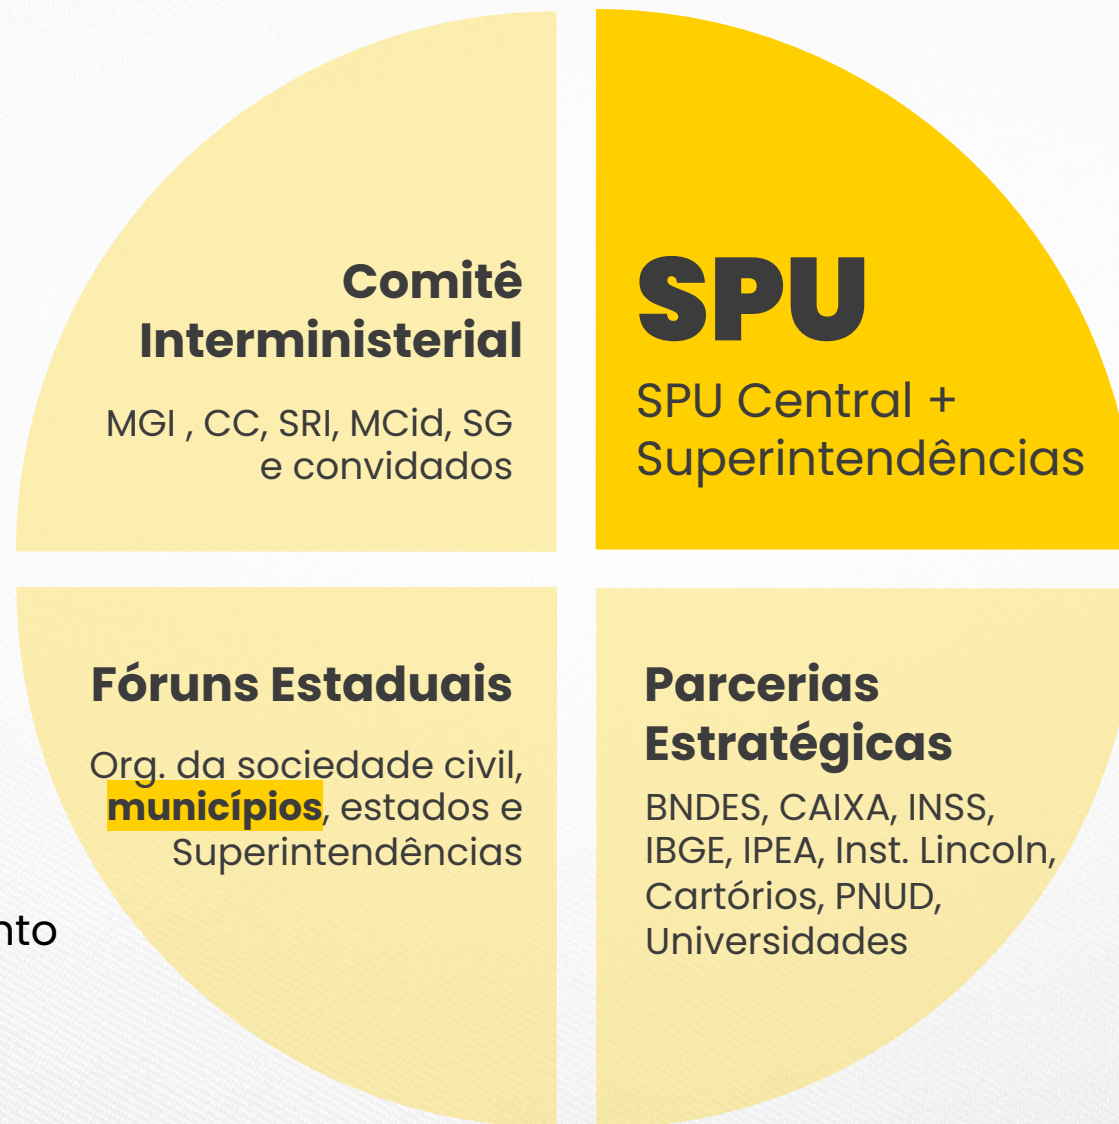 Comitê
Interministerial
MGI , CC, SRI, MCid, SG
e convidados
SPU
SPU Central +
Superintendências
Fóruns Estaduais
Org. da sociedade civil,
municípios, estados e
Superintendências
Parcerias
Estratégicas
BNDES, CAIXA, INSS,
IBGE, IPEA, Inst. Lincoln,
Cartórios, PNUD,
Universidades
nto